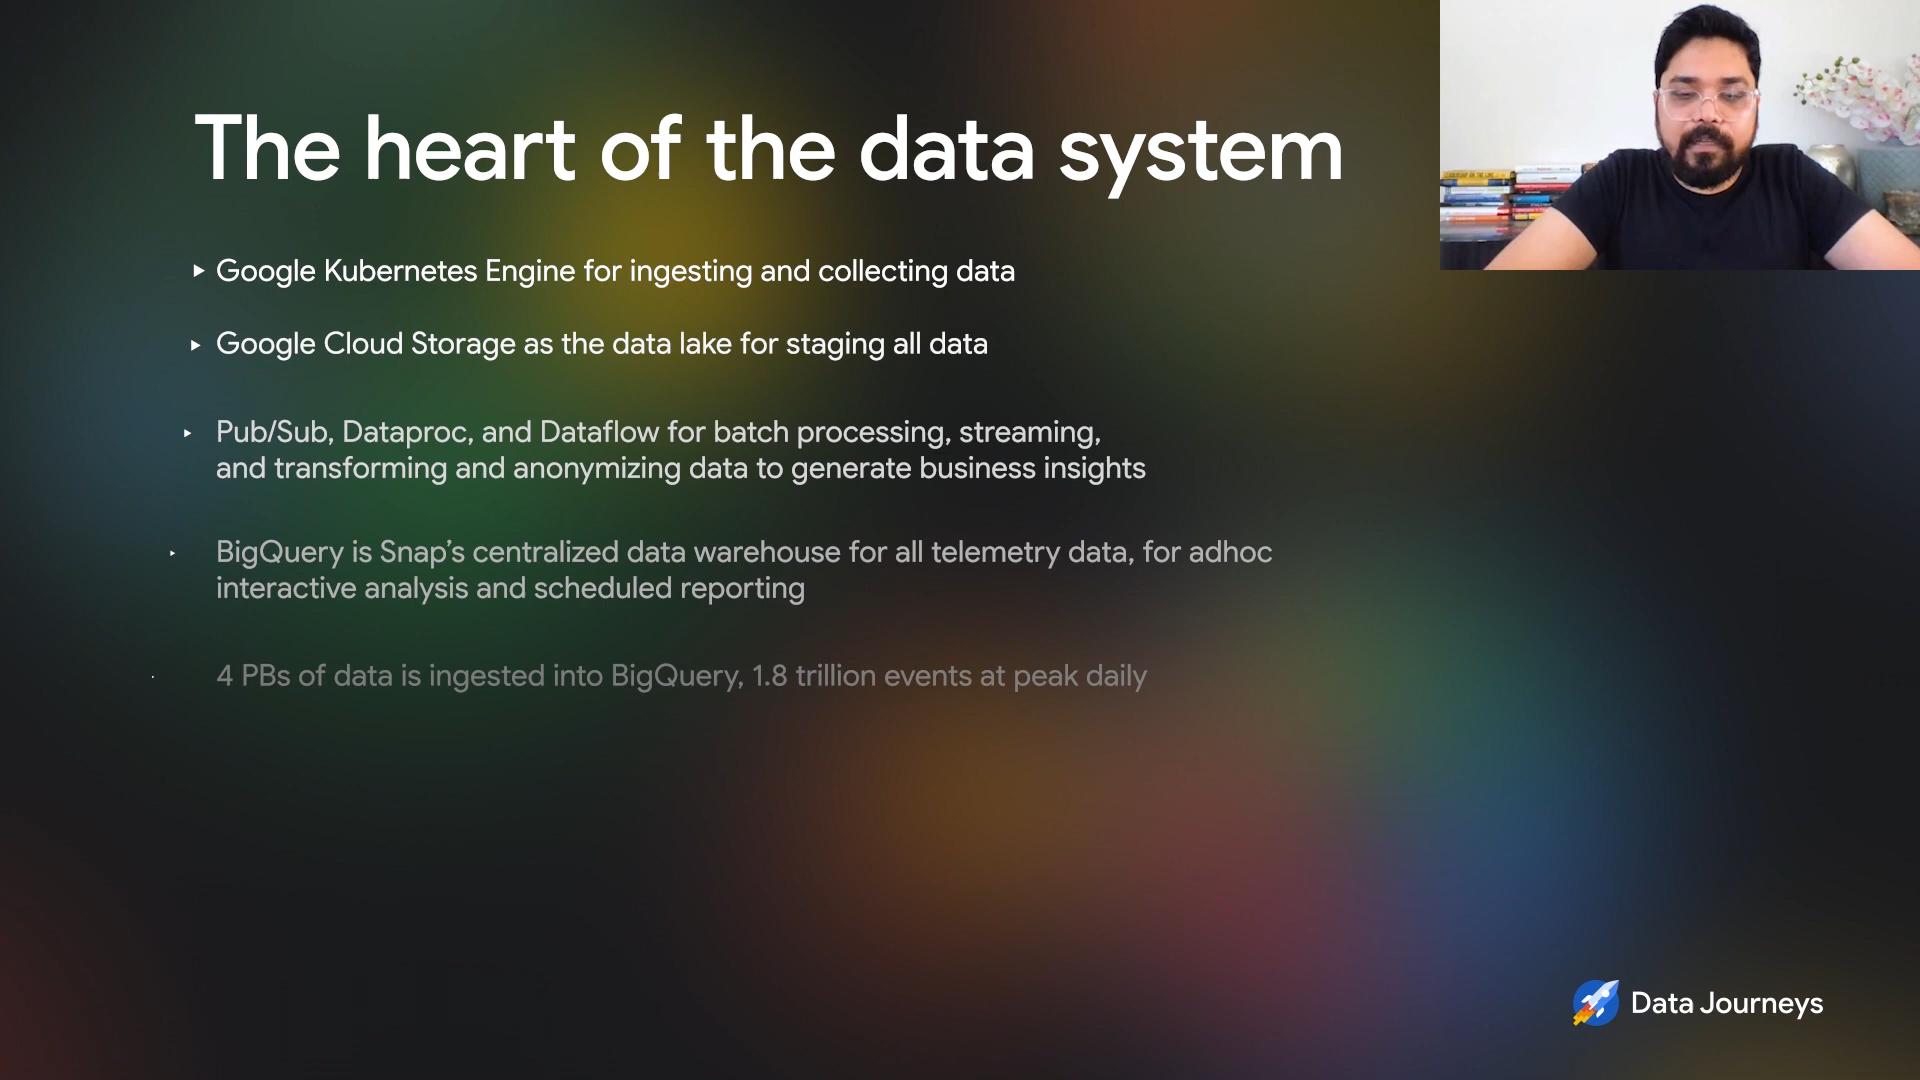 The heart of the data system
Google Kubernetes Engine for ingesting and collecting data
Google Cloud Storage as the data lake for staging all data
Pub/Sub, Dataproc, and Dataflow for batch processing, streaming,
and transforming and anonymizing data to generate business insights
BigQuery is Snap’s centralized data warehouse for all telemetry data, for adhoc
interactive analysis and scheduled reporting
4 PBs of data is ingested into BigQuery, 1.8 trillion events at peak daily
Data Journeys